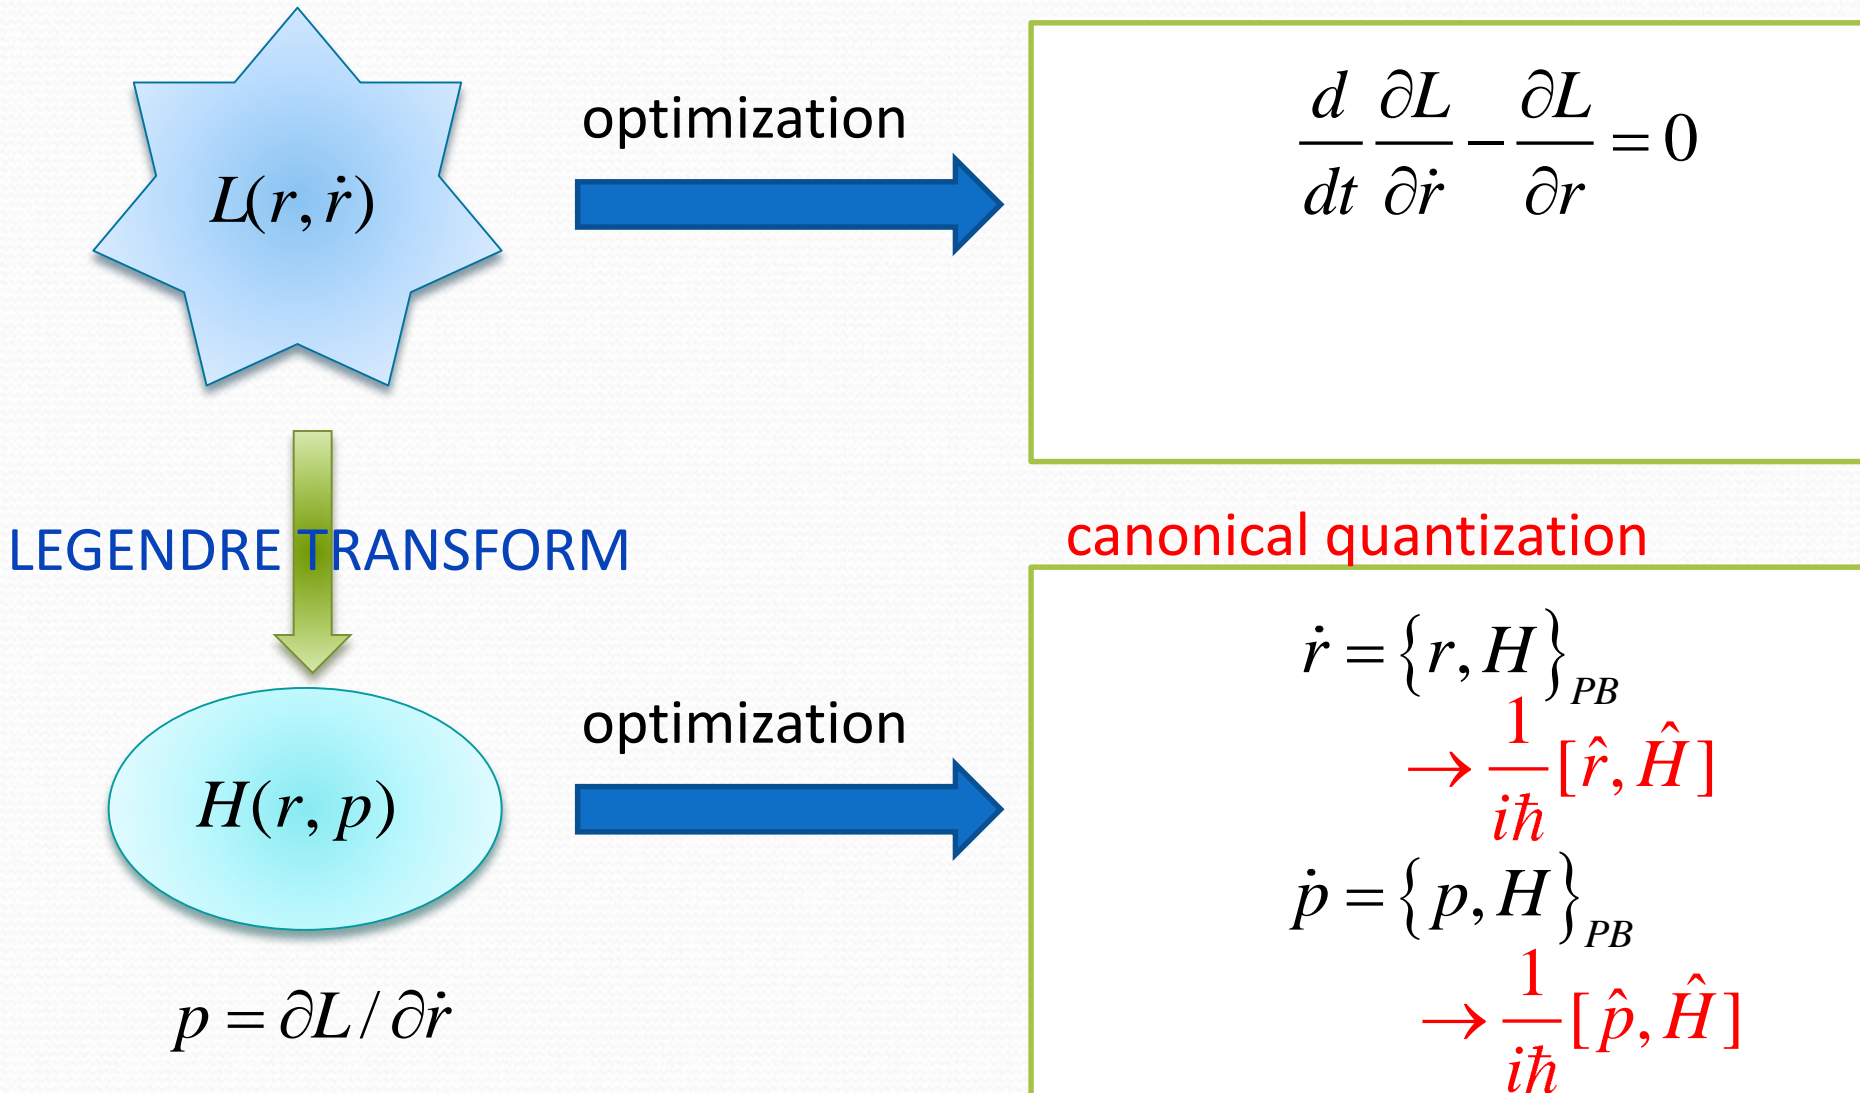 L(r, ṙ)
optimization
d/dt ∂L/∂ṙ − ∂L/∂r = 0
LEGENDRE TRANSFORM
canonical quantization
H(r, p)
optimization
ṙ = {r, H}_PB
→ 1/iħ [r̂, Ĥ]
ṗ = {p, H}_PB
→ 1/iħ [p̂, Ĥ]
p = ∂L / ∂ṙ